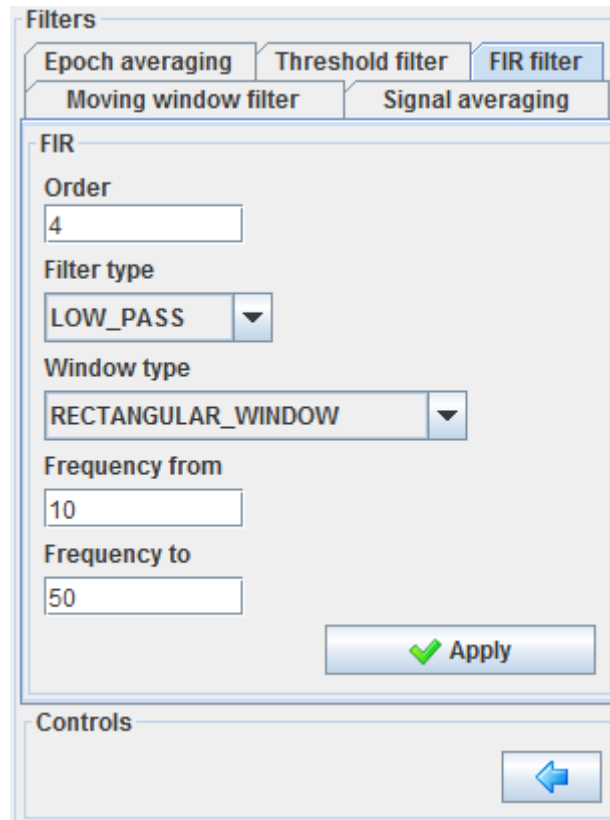 Filters
Epoch averaging Threshold filter FIR filter
Moving window filter Signal averaging
FIR
Order
4
Filter type
LOW_PASS
Window type
RECTANGULAR_WINDOW
Frequency from
10
Frequency to
50
Apply
Controls